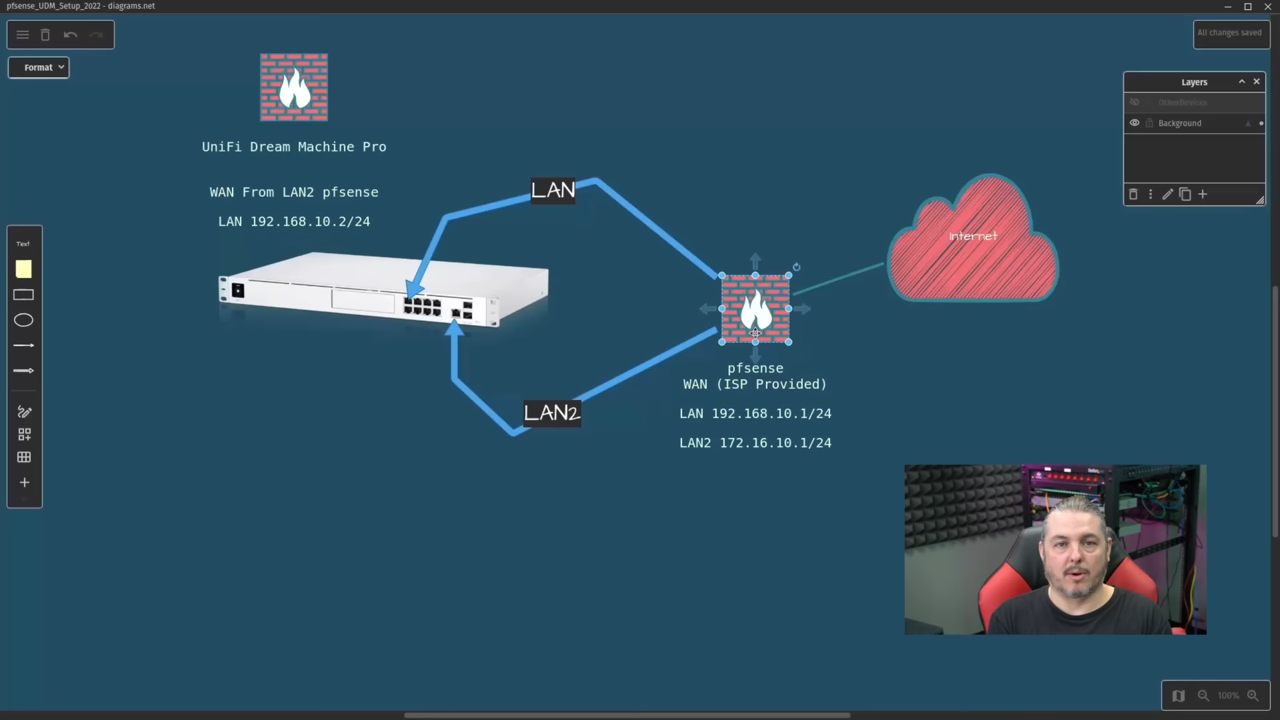 pfsense_UDM_Setup_2022 - diagrams.net
All changes saved
Format
Layers
OtherDevices
Background
UniFi Dream Machine Pro
WAN From LAN2 pfsense
LAN 192.168.10.2/24
LAN
Internet
Text
pfsense
WAN (ISP Provided)
LAN 192.168.10.1/24
LAN2
LAN2 172.16.10.1/24
100%